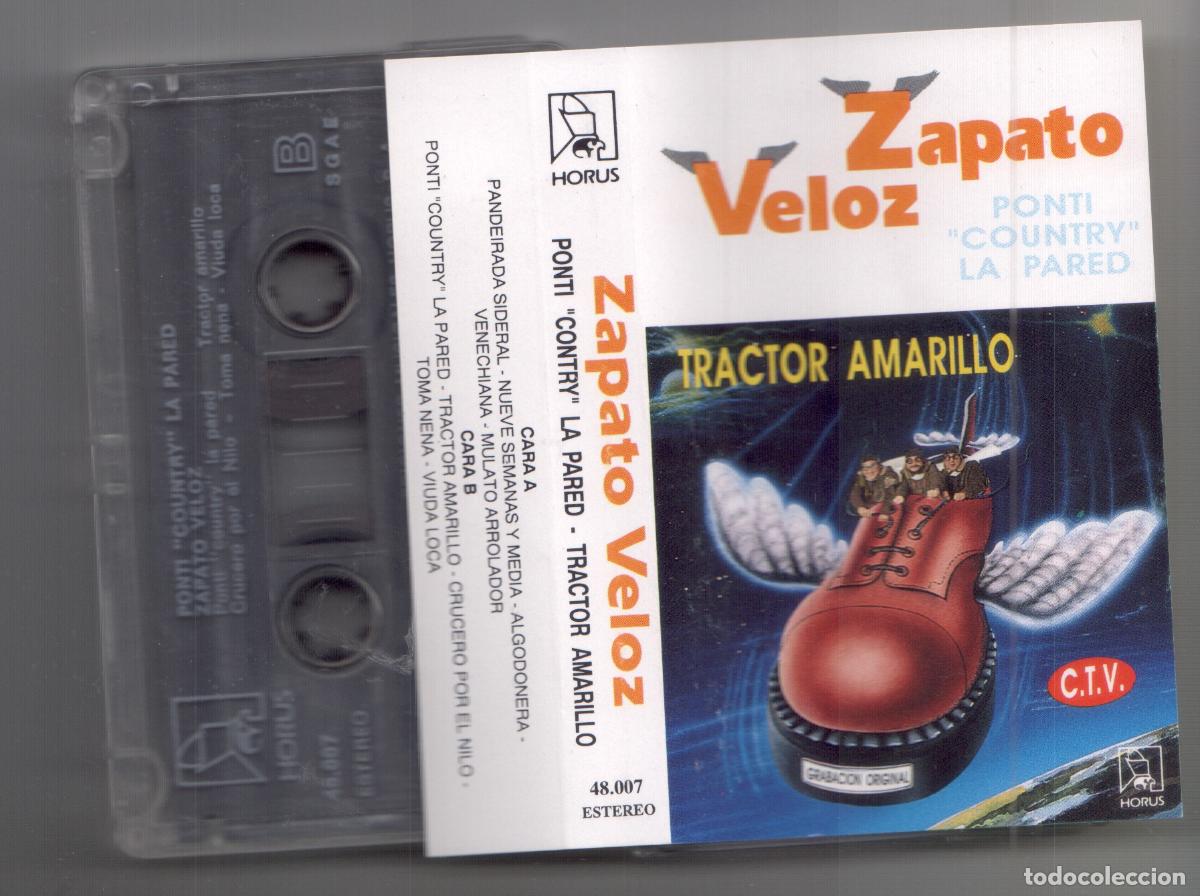 Zapato
Veloz
PONTI
"COUNTRY"
LA PARED
TRACTOR AMARILLO
C.T.V.
GRABACION ORIGINAL
HORUS
HORUS
Zapato Veloz
PONTI "CONTRY" LA PARED - TRACTOR AMARILLO
48.007
ESTEREO
CARA A
PANDEIRADA SIDERAL - NUEVE SEMANAS Y MEDIA - ALGODONERA -
VENECHIANA - MULATO ARROLADOR
CARA B
PONTI "COUNTRY" LA PARED - TRACTOR AMARILLO - CRUCERO POR EL NILO -
TOMA NENA - VIUDA LOCA
B
SGAE
PONTI "COUNTRY" LA PARED
ZAPATO VELOZ
Ponti "Country" la pared - Tractor amarillo
Crucero por el Nilo - Toma nena - Viuda loca
HORUS
48.007
ESTEREO
todocoleccion